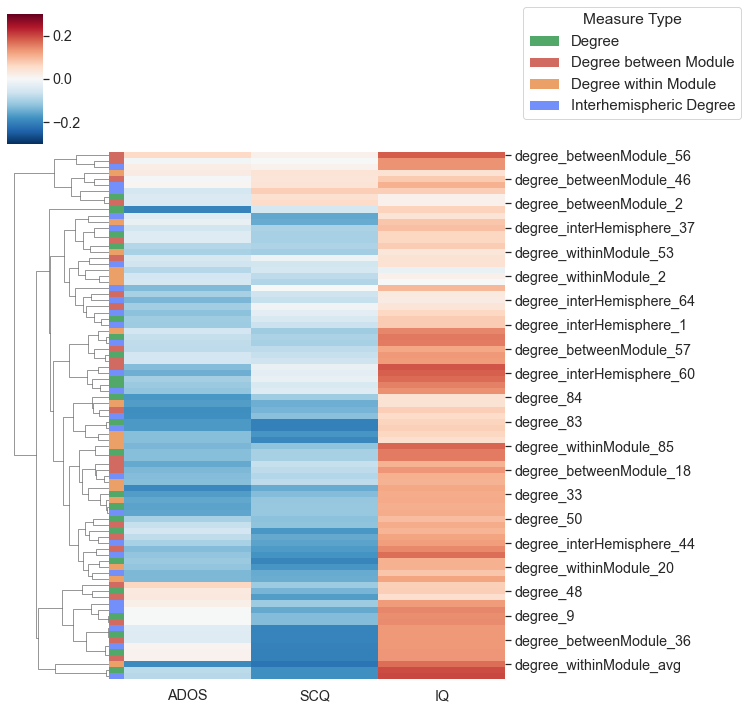 Measure Type
Degree
Degree between Module
Degree within Module
Interhemispheric Degree
0.2
0.0
−0.2
degree_betweenModule_56
degree_betweenModule_46
degree_betweenModule_2
degree_interHemisphere_37
degree_withinModule_53
degree_withinModule_2
degree_interHemisphere_64
degree_interHemisphere_1
degree_betweenModule_57
degree_interHemisphere_60
degree_84
degree_83
degree_withinModule_85
degree_betweenModule_18
degree_33
degree_50
degree_interHemisphere_44
degree_withinModule_20
degree_48
degree_9
degree_betweenModule_36
degree_withinModule_avg
ADOS SCQ IQ